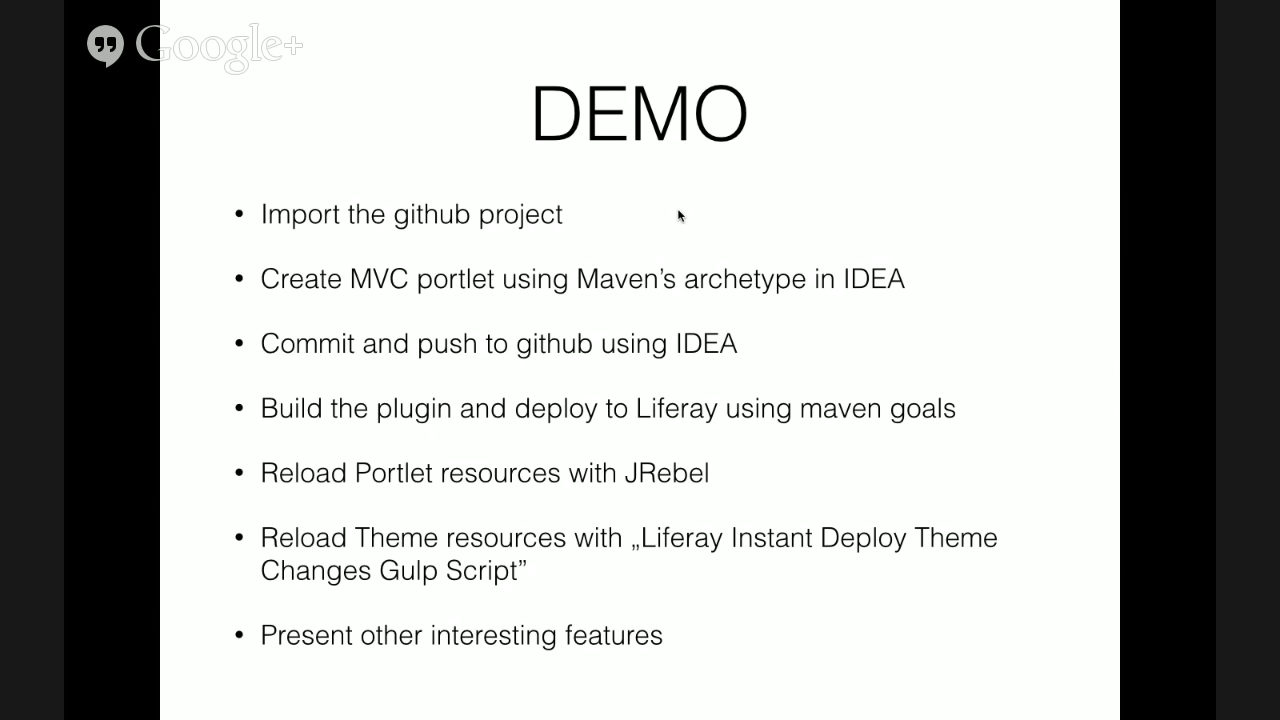 Google+
DEMO
• Import the github project
• Create MVC portlet using Maven’s archetype in IDEA
• Commit and push to github using IDEA
• Build the plugin and deploy to Liferay using maven goals
• Reload Portlet resources with JRebel
• Reload Theme resources with „Liferay Instant Deploy Theme
Changes Gulp Script”
• Present other interesting features